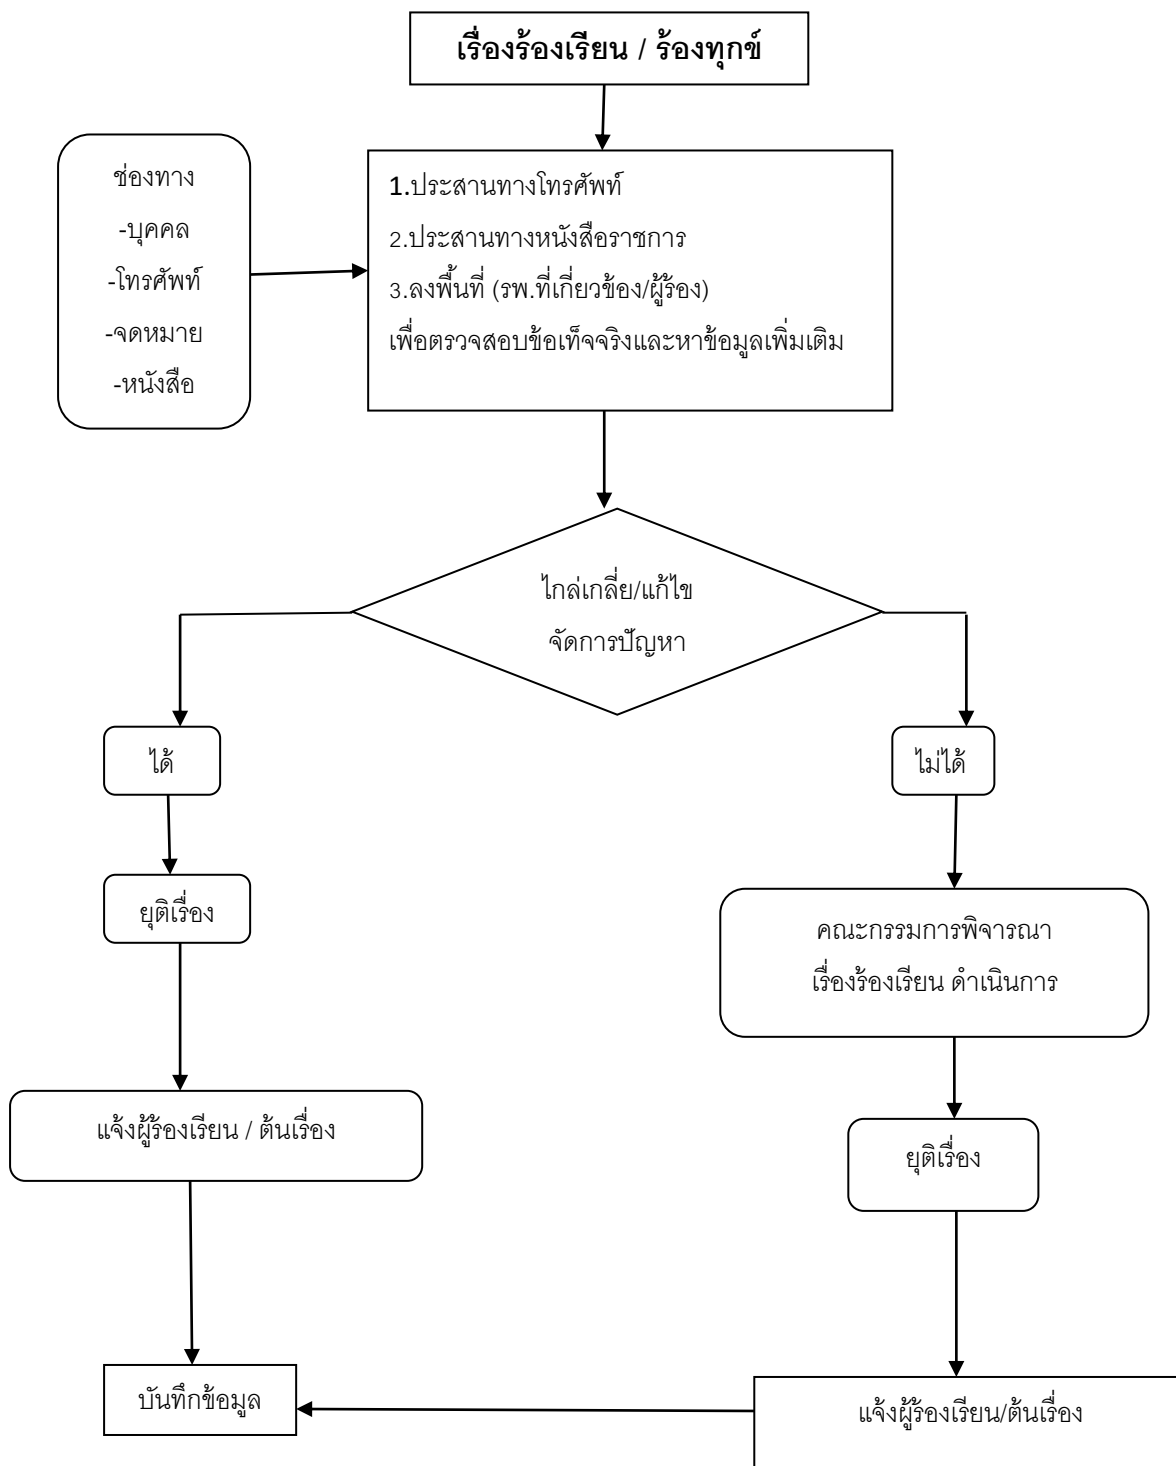 เรื่องร้องเรียน / ร้องทุกข์
ช่องทาง
-บุคคล
-โทรศัพท์
-จดหมาย
-หนังสือ
1.ประสานทางโทรศัพท์
2.ประสานทางหนังสือราชการ
3.ลงพื้นที่ (รพ.ที่เกี่ยวข้อง/ผู้ร้อง)
เพื่อตรวจสอบข้อเท็จจริงและหาข้อมูลเพิ่มเติม
ไกล่เกลี่ย/แก้ไข
จัดการปัญหา
ได้
ไม่ได้
ยุติเรื่อง
คณะกรรมการพิจารณา
เรื่องร้องเรียน ดำเนินการ
แจ้งผู้ร้องเรียน / ต้นเรื่อง
ยุติเรื่อง
บันทึกข้อมูล
แจ้งผู้ร้องเรียน/ต้นเรื่อง